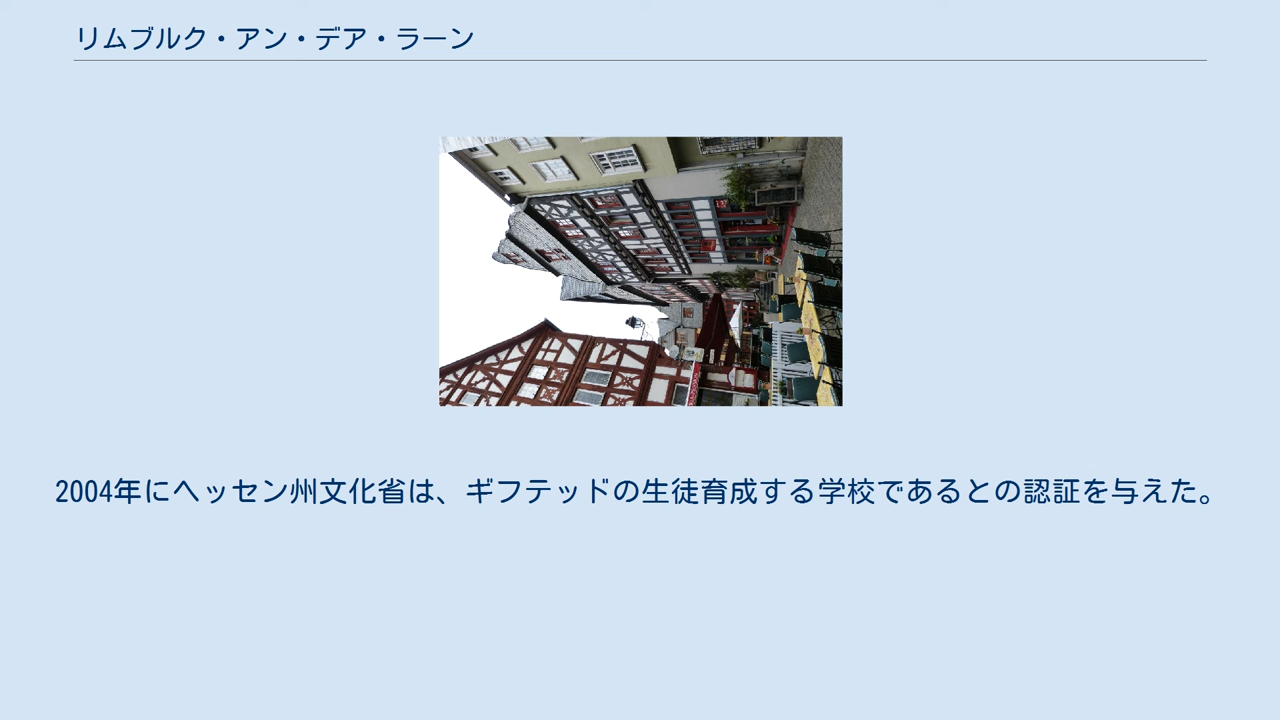 リムブルク・アン・デア・ラーン
2004年にヘッセン州文化省は、ギフテッドの生徒育成する学校であるとの認証を与えた。